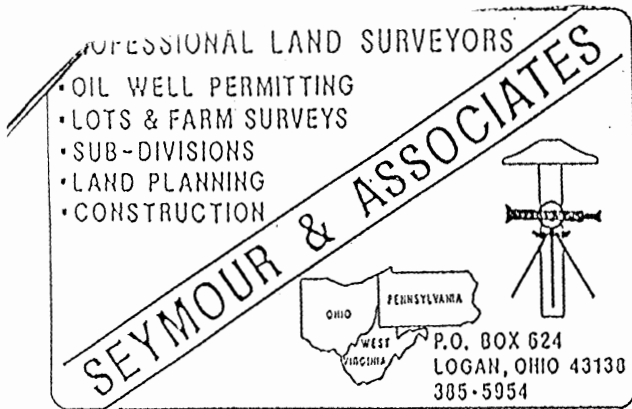 OFESSIONAL LAND SURVEYORS
•OIL WELL PERMITTING
•LOTS & FARM SURVEYS
•SUB-DIVISIONS
•LAND PLANNING
•CONSTRUCTION
SEYMOUR & ASSOCIATES
OHIO
PENNSYLVANIA
WEST
VIRGINIA
P.O. BOX 624
LOGAN, OHIO 43138
385-5954